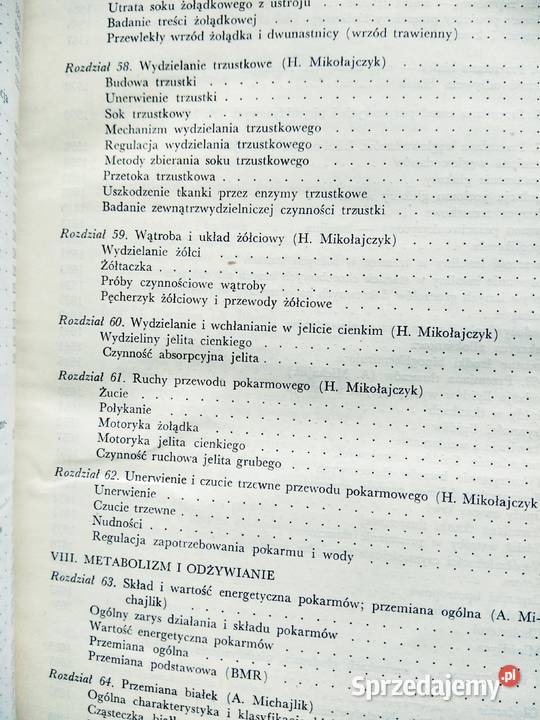 Utrata soku żołądkowego z ustroju
Badanie treści żołądkowej
Przewlekły wrzód żołądka i dwunastnicy (wrzód trawienny)
Rozdział 58. Wydzielanie trzustkowe (H. Mikołajczyk)
Budowa trzustki
Unerwienie trzustki
Sok trzustkowy
Mechanizm wydzielania trzustkowego
Regulacja wydzielania trzustkowego
Metody zbierania soku trzustkowego
Przetoka trzustkowa
Uszkodzenie tkanki przez enzymy trzustkowe
Badanie zewnątrzwydzielniczej czynności trzustki
Rozdział 59. Wątroba i układ żółciowy (H. Mikołajczyk)
Wydzielanie żółci
Żółtaczka
Próby czynnościowe wątroby
Pęcherzyk żółciowy i przewody żółciowe
Rozdział 60. Wydzielanie i wchłanianie w jelicie cienkim (H. Mikołajczyk)
Wydzieliny jelita cienkiego
Czynność absorpcyjna jelita
Rozdział 61. Ruchy przewodu pokarmowego (H. Mikołajczyk)
Żucie
Połykanie
Motoryka żołądka
Motoryka jelita cienkiego
Czynność ruchowa jelita grubego
Rozdział 62. Unerwienie i czucie trzewne przewodu pokarmowego (H. Mikołajczyk
Unerwienie
Czucie trzewne
Nudności
Regulacja zapotrzebowania pokarmu i wody
VIII. METABOLIZM I ODŻYWIANIE
Rozdział 63. Skład i wartość energetyczna pokarmów; przemiana ogólna (A. Mi-
chajlik)
Ogólny zarys działania i składu pokarmów
Wartość energetyczna pokarmów
Przemiana ogólna
Przemiana podstawowa (BMR)
Rozdział 64. Przemiana białek (A. Michajlik)
Ogólna charakterystyka i klasyfikacja
Cząsteczka
Sprzedajemy.pl